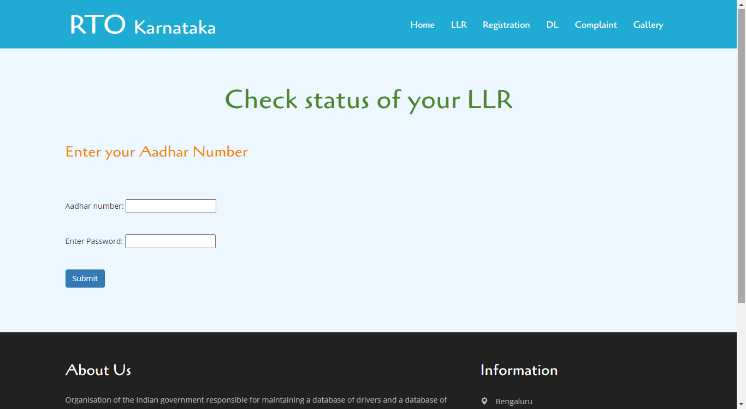 RTO Karnataka
Home LLR Registration DL Complaint Gallery
Check status of your LLR
Enter your Aadhar Number
Aadhar number:
Enter Password:
Submit
About Us
Organisation of the Indian government responsible for maintaining a database of drivers and a database of
Information
Bengaluru